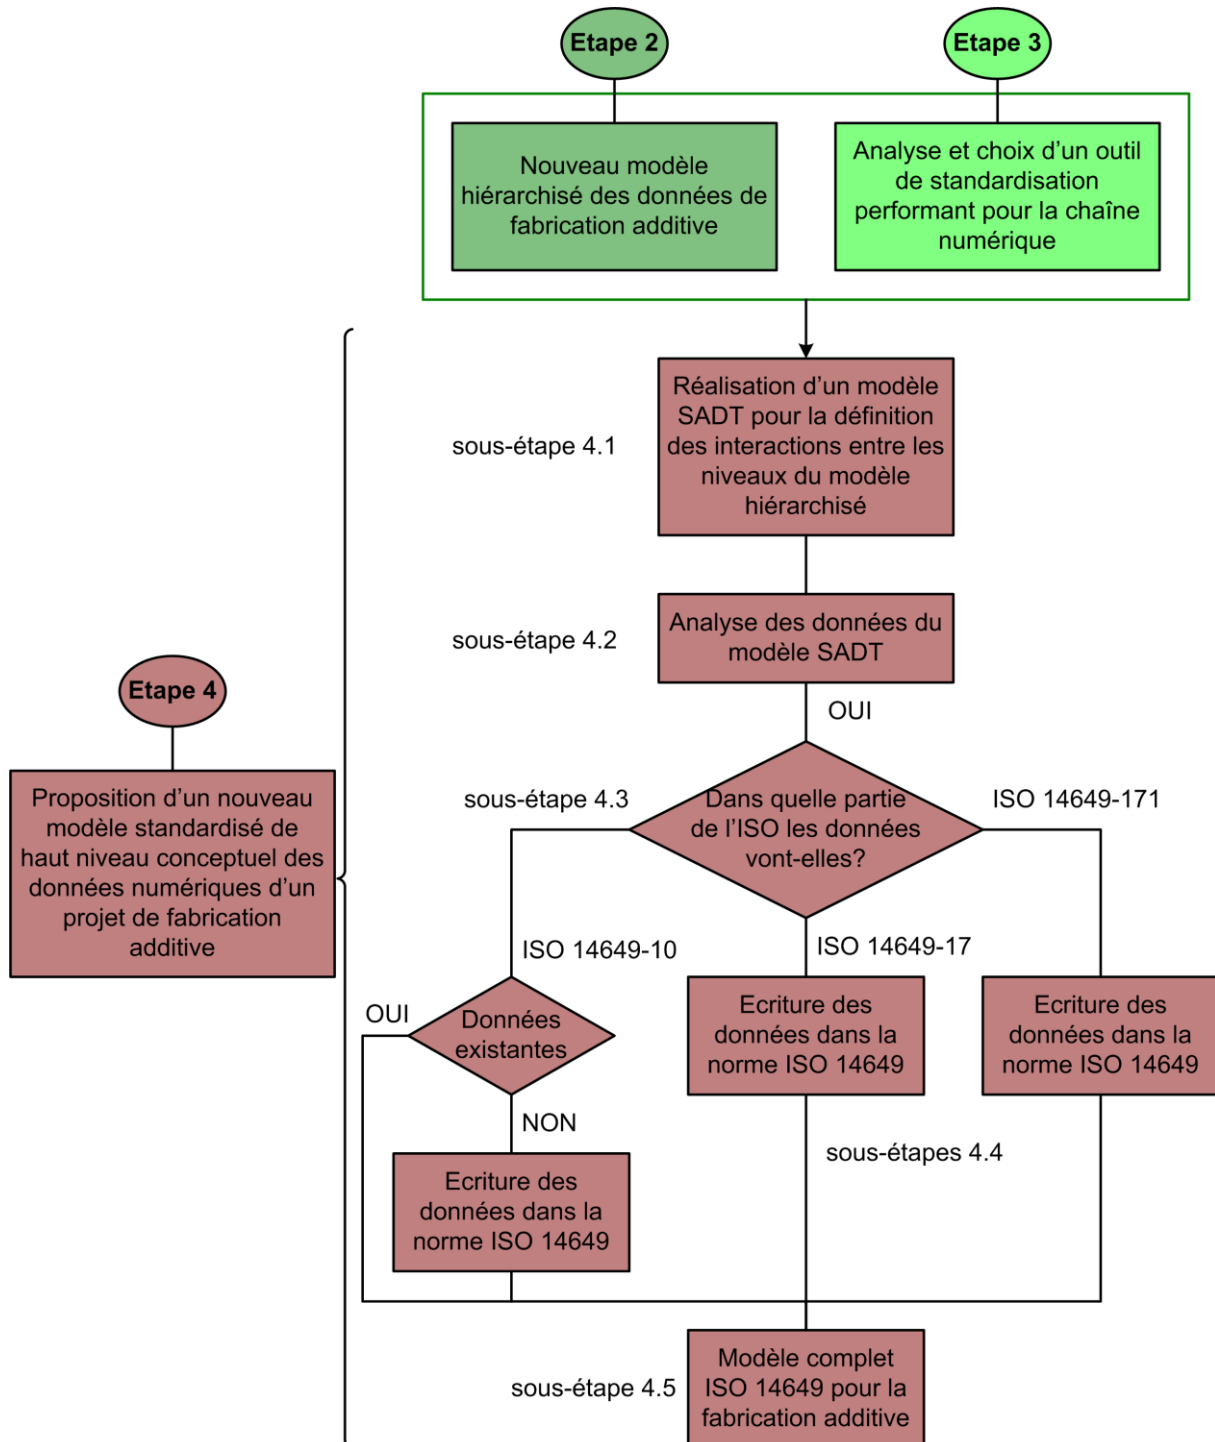 Etape 2
Etape 3
Nouveau modèle
hiérarchisé des données de
fabrication additive
Analyse et choix d'un outil
de standardisation
performant pour la chaîne
numérique
Réalisation d'un modèle
SADT pour la définition
des interactions entre les
niveaux du modèle
hiérarchisé
sous-étape 4.1
Analyse des données du
modèle SADT
sous-étape 4.2
OUI
Etape 4
Proposition d'un nouveau
modèle standardisé de
haut niveau conceptuel des
données numériques d'un
projet de fabrication
additive
sous-étape 4.3
Dans quelle partie
de l'ISO les données
vont-elles?
ISO 14649-171
ISO 14649-10
ISO 14649-17
OUI
Données
existantes
Ecriture des
données dans la
norme ISO 14649
Ecriture des
données dans la
norme ISO 14649
NON
sous-étapes 4.4
Ecriture des
données dans la
norme ISO 14649
sous-étape 4.5
Modèle complet
ISO 14649 pour la
fabrication additive